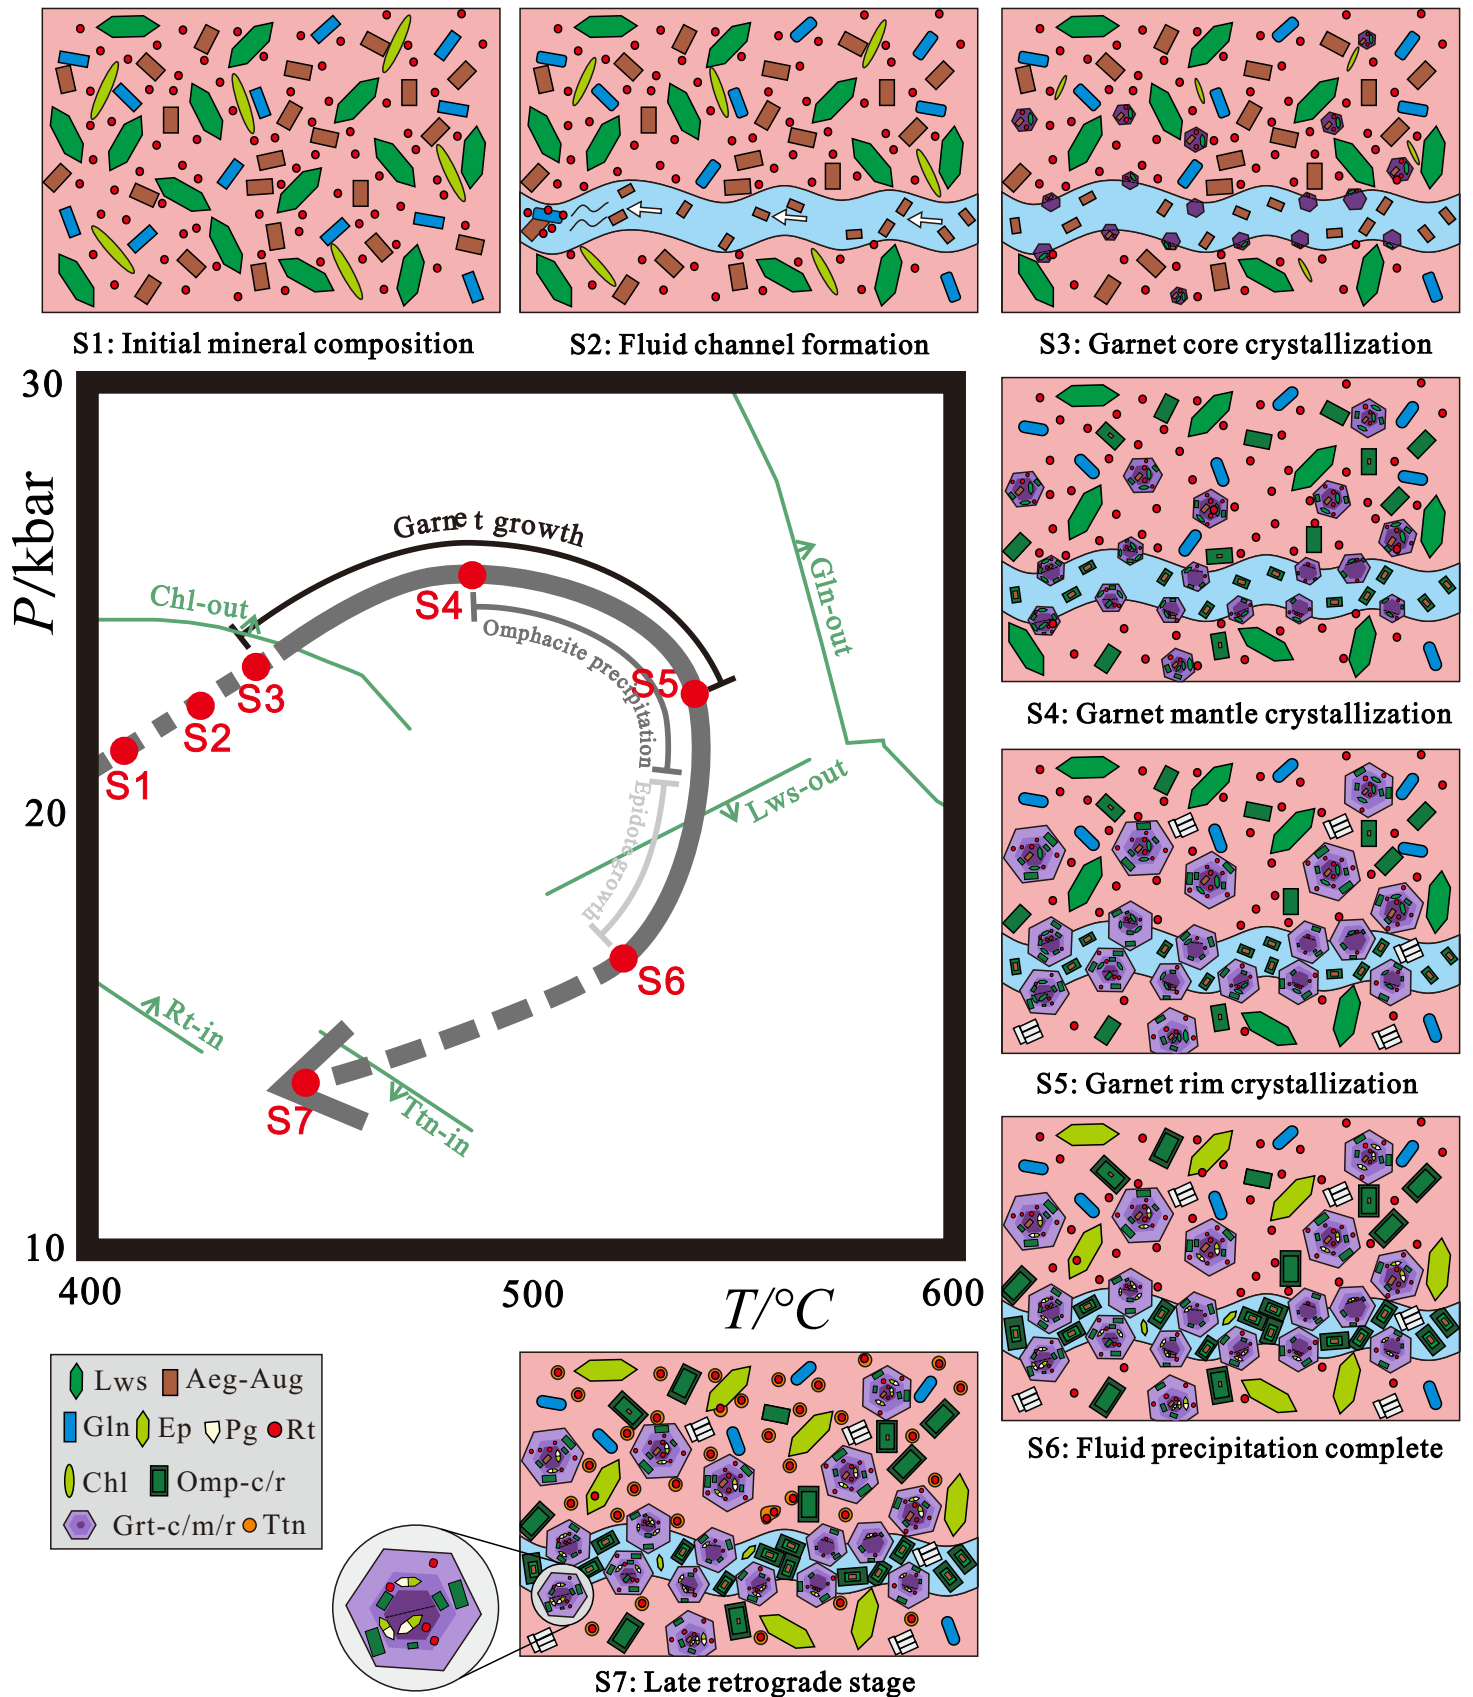 S1: Initial mineral composition
S2: Fluid channel formation
S3: Garnet core crystallization
30
P/kbar
20
10
400
500
600
T/°C
Garnet growth
Chl-out
Gln-out
Omphacite precipitation
Epidote growth
Lws-out
Rt-in
Ttn-in
S1
S2
S3
S4
S5
S6
S7
S4: Garnet mantle crystallization
S5: Garnet rim crystallization
S6: Fluid precipitation complete
Lws Aeg-Aug
Gln Ep Pg Rt
Chl Omp-c/r
Grt-c/m/r Ttn
S7: Late retrograde stage